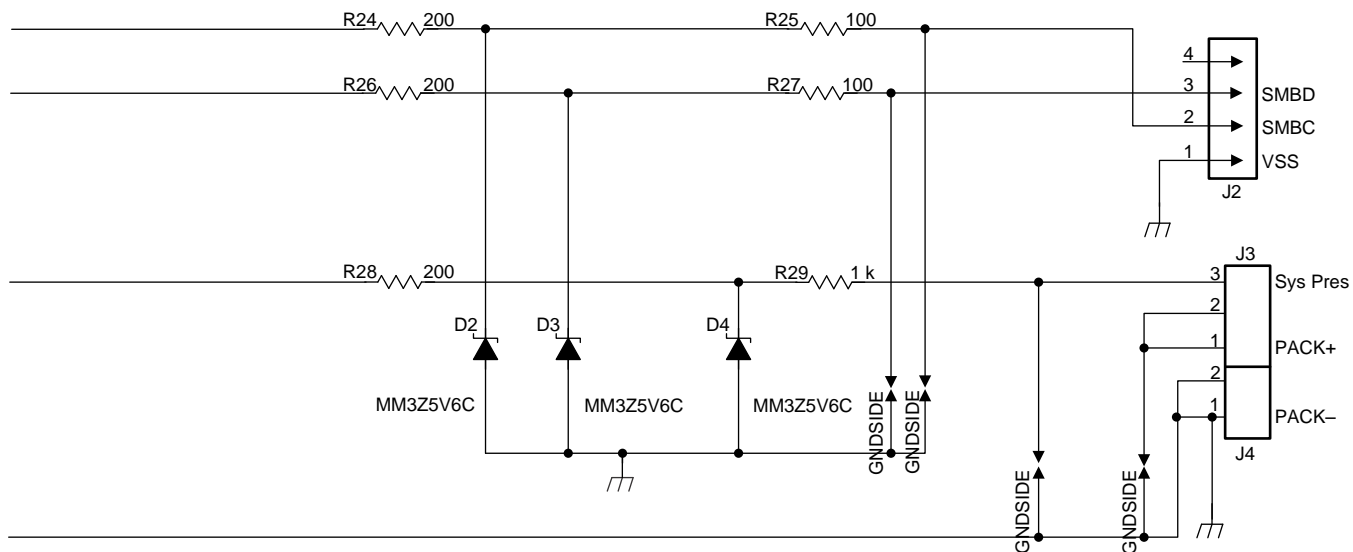 R24 200 R25 100
4
R26 200 R27 100 3 SMBD
2 SMBC
1 VSS
J2
J3
R28 200 R29 1 k 3 Sys Pres
2
D2 D3 D4 1 PACK+
2
MM3Z5V6C MM3Z5V6C MM3Z5V6C
1 PACK–
J4
GNDSIDE
GNDSIDE
GNDSIDE
GNDSIDE